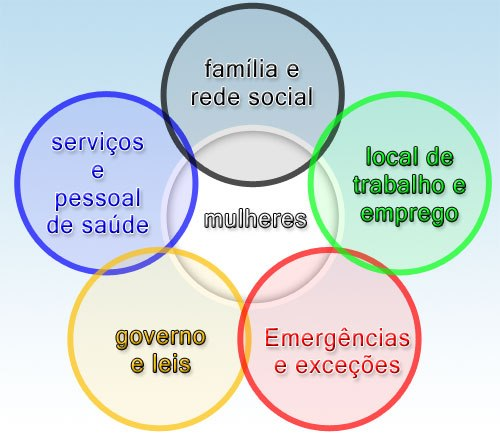 família e
rede social
serviços
e
pessoal
de saúde
local de
trabalho e
emprego
mulheres
governo
e leis
Emergências
e exceções